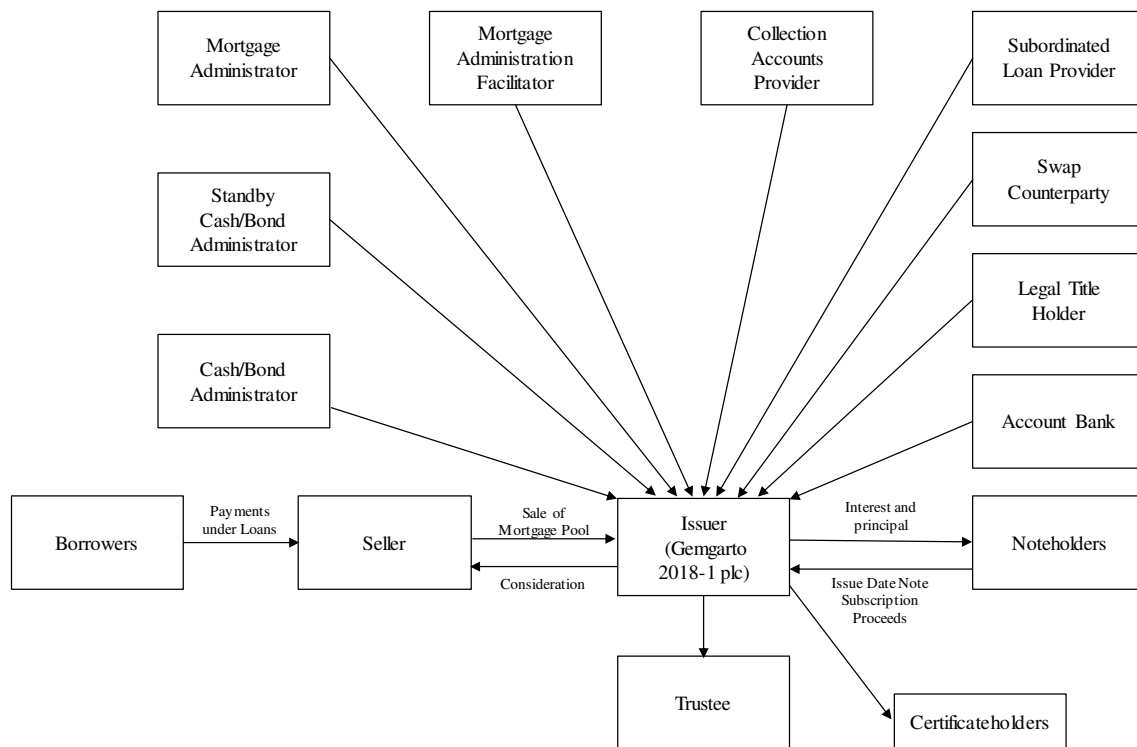 Mortgage
Administrator
Mortgage
Administration
Facilitator
Collection
Accounts
Provider
Subordinated
Loan Provider
Standby
Cash/Bond
Administrator
Swap
Counterparty
Legal Title
Holder
Cash/Bond
Administrator
Account Bank
Borrowers
Payments
under Loans
Seller
Sale of
Mortgage Pool
Consideration
Issuer
(Gemgarto
2018-1 plc)
Interest and
principal
Issue Date Note
Subscription
Proceeds
Noteholders
Trustee
Certificateholders